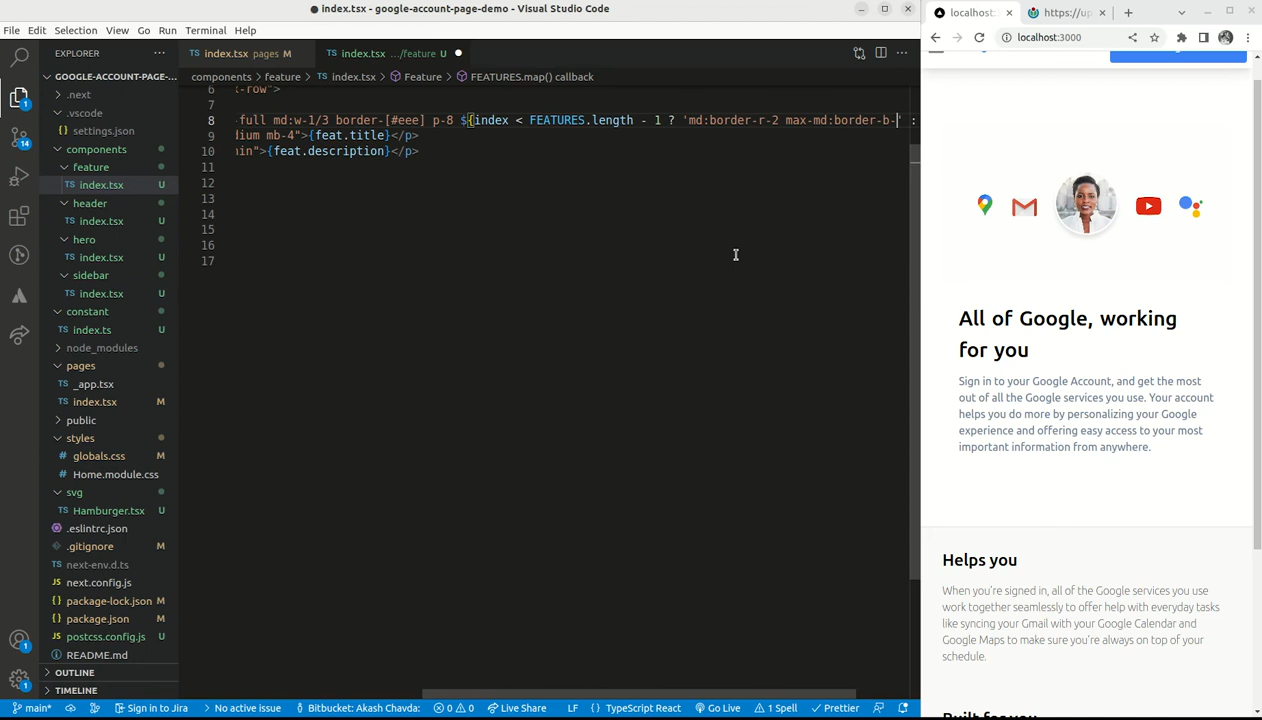 index.tsx - google-account-page-demo - Visual Studio Code
File Edit Selection View Go Run Terminal Help
EXPLORER
GOOGLE-ACCOUNT-PAGE-...
.next
.vscode
settings.json
components
feature
index.tsx U
header
index.tsx U
hero
index.tsx U
sidebar
index.tsx U
constant
index.ts U
node_modules
pages
_app.tsx
index.tsx M
public
styles
globals.css M
Home.module.css
svg
Hamburger.tsx U
.eslintrc.json
.gitignore M
next-env.d.ts
next.config.js
package-lock.json M
package.json M
postcss.config.js U
README.md
OUTLINE
TIMELINE
index.tsx pages M
index.tsx .../feature U
components > feature > TS index.tsx > Feature > FEATURES.map() callback
6 :-row">
7
8 full md:w-1/3 border-[#eee] p-8 ${index < FEATURES.length - 1 ? 'md:border-r-2 max-md:border-b-' :
9 dium mb-4">{feat.title}</p>
10 in">{feat.description}</p>
11
12
13
14
15
16
17
main* Sign in to Jira No active issue Bitbucket: Akash Chavda: 0 0 Live Share LF {} TypeScript React Go Live 1 Spell Prettier
localhost: https://up
localhost:3000
All of Google, working
for you
Sign in to your Google Account, and get the most
out of all the Google services you use. Your account
helps you do more by personalizing your Google
experience and offering easy access to your most
important information from anywhere.
Helps you
When you're signed in, all of the Google services you use
work together seamlessly to offer help with everyday tasks
like syncing your Gmail with your Google Calendar and
Google Maps to make sure you're always on top of your
schedule.